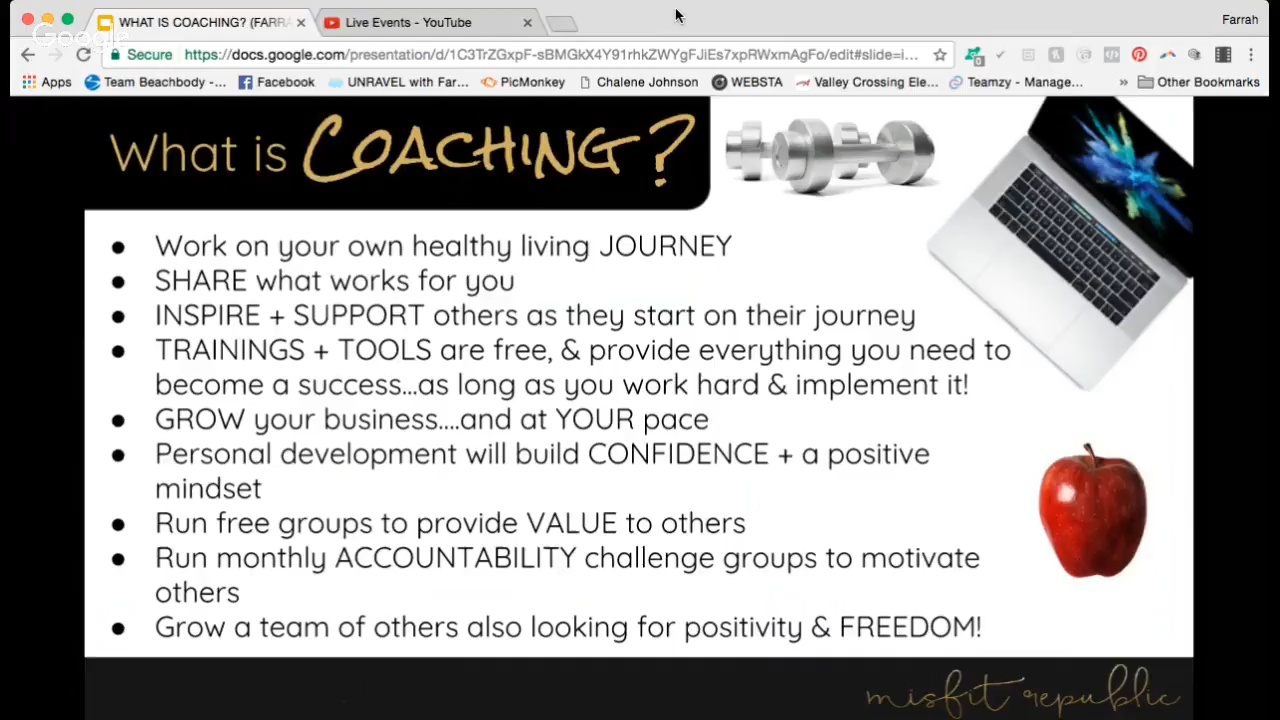 WHAT IS COACHING? (FARRA
Live Events - YouTube
Farrah
Google
Secure https://docs.google.com/presentation/d/1C3TrZGxpF-sBMGkX4Y91rhkZWYgFJiEs7xpRWxmAgFo/edit#slide=i...
Apps Team Beachbody -... Facebook UNRAVEL with Far... PicMonkey Chalene Johnson WEBSTA Valley Crossing Ele... Teamzy - Manage... » Other Bookmarks
What is COACHING?
● Work on your own healthy living JOURNEY
● SHARE what works for you
● INSPIRE + SUPPORT others as they start on their journey
● TRAININGS + TOOLS are free, & provide everything you need to
become a success...as long as you work hard & implement it!
● GROW your business....and at YOUR pace
● Personal development will build CONFIDENCE + a positive
mindset
● Run free groups to provide VALUE to others
● Run monthly ACCOUNTABILITY challenge groups to motivate
others
● Grow a team of others also looking for positivity & FREEDOM!
misfit republic